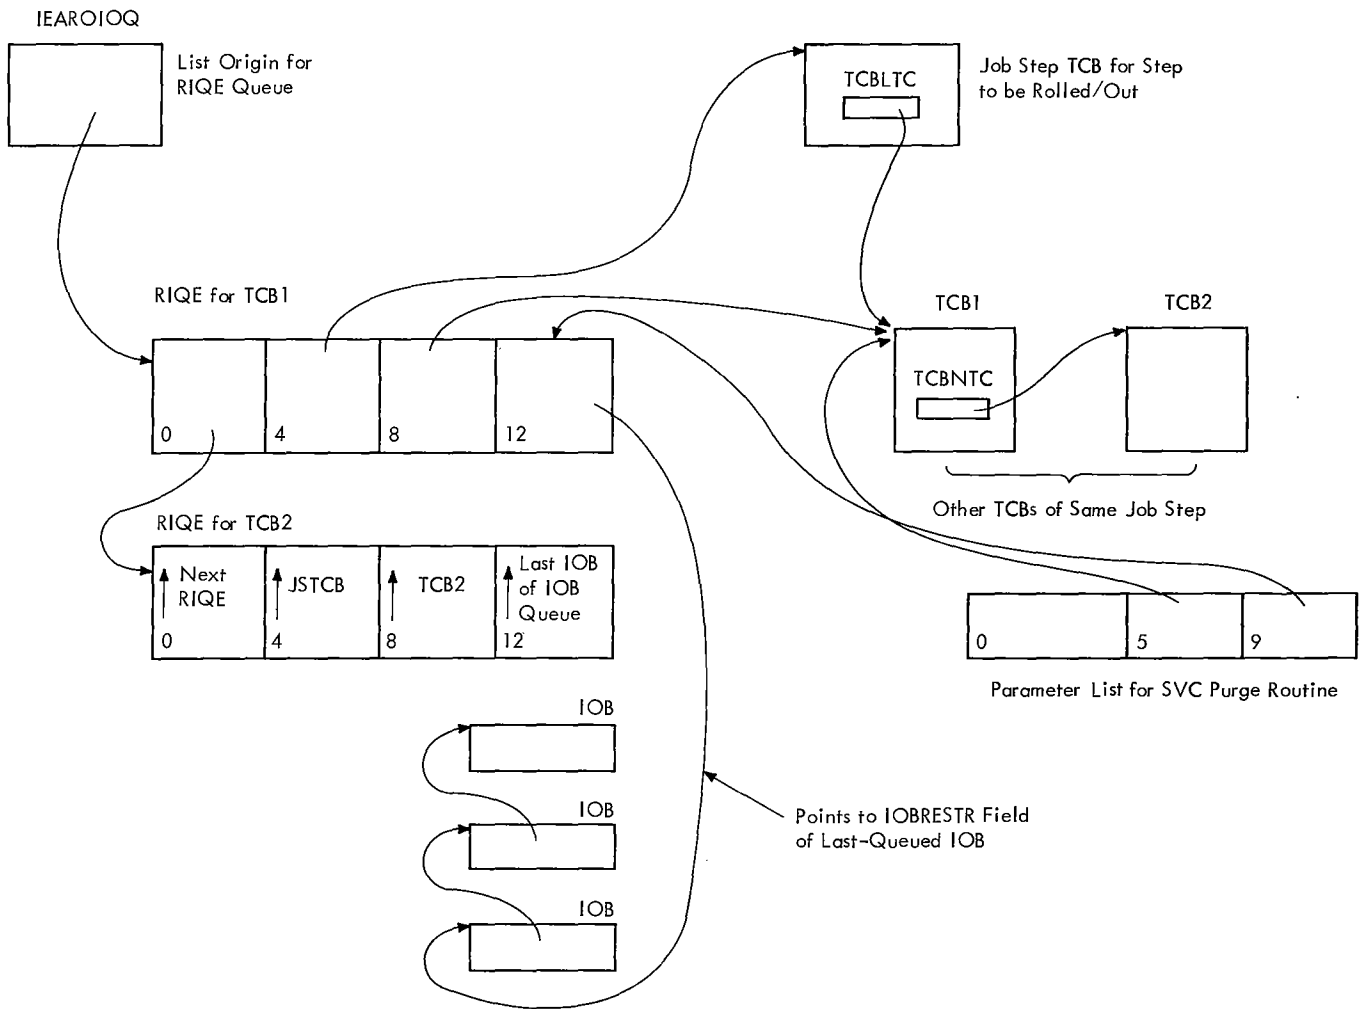 IEAROIOQ
List Origin for
RIQE Queue
TCBLTC
Job Step TCB for Step
to be Rolled/Out
RIQE for TCB1
0
4
8
12
TCB1
TCB2
TCBNTC
Other TCBs of Same Job Step
RIQE for TCB2
Next
RIQE
0
JSTCB
4
TCB2
8
Last IOB
of IOB
Queue
12
0
5
9
Parameter List for SVC Purge Routine
IOB
IOB
IOB
Points to IOBRESTR Field
of Last-Queued IOB